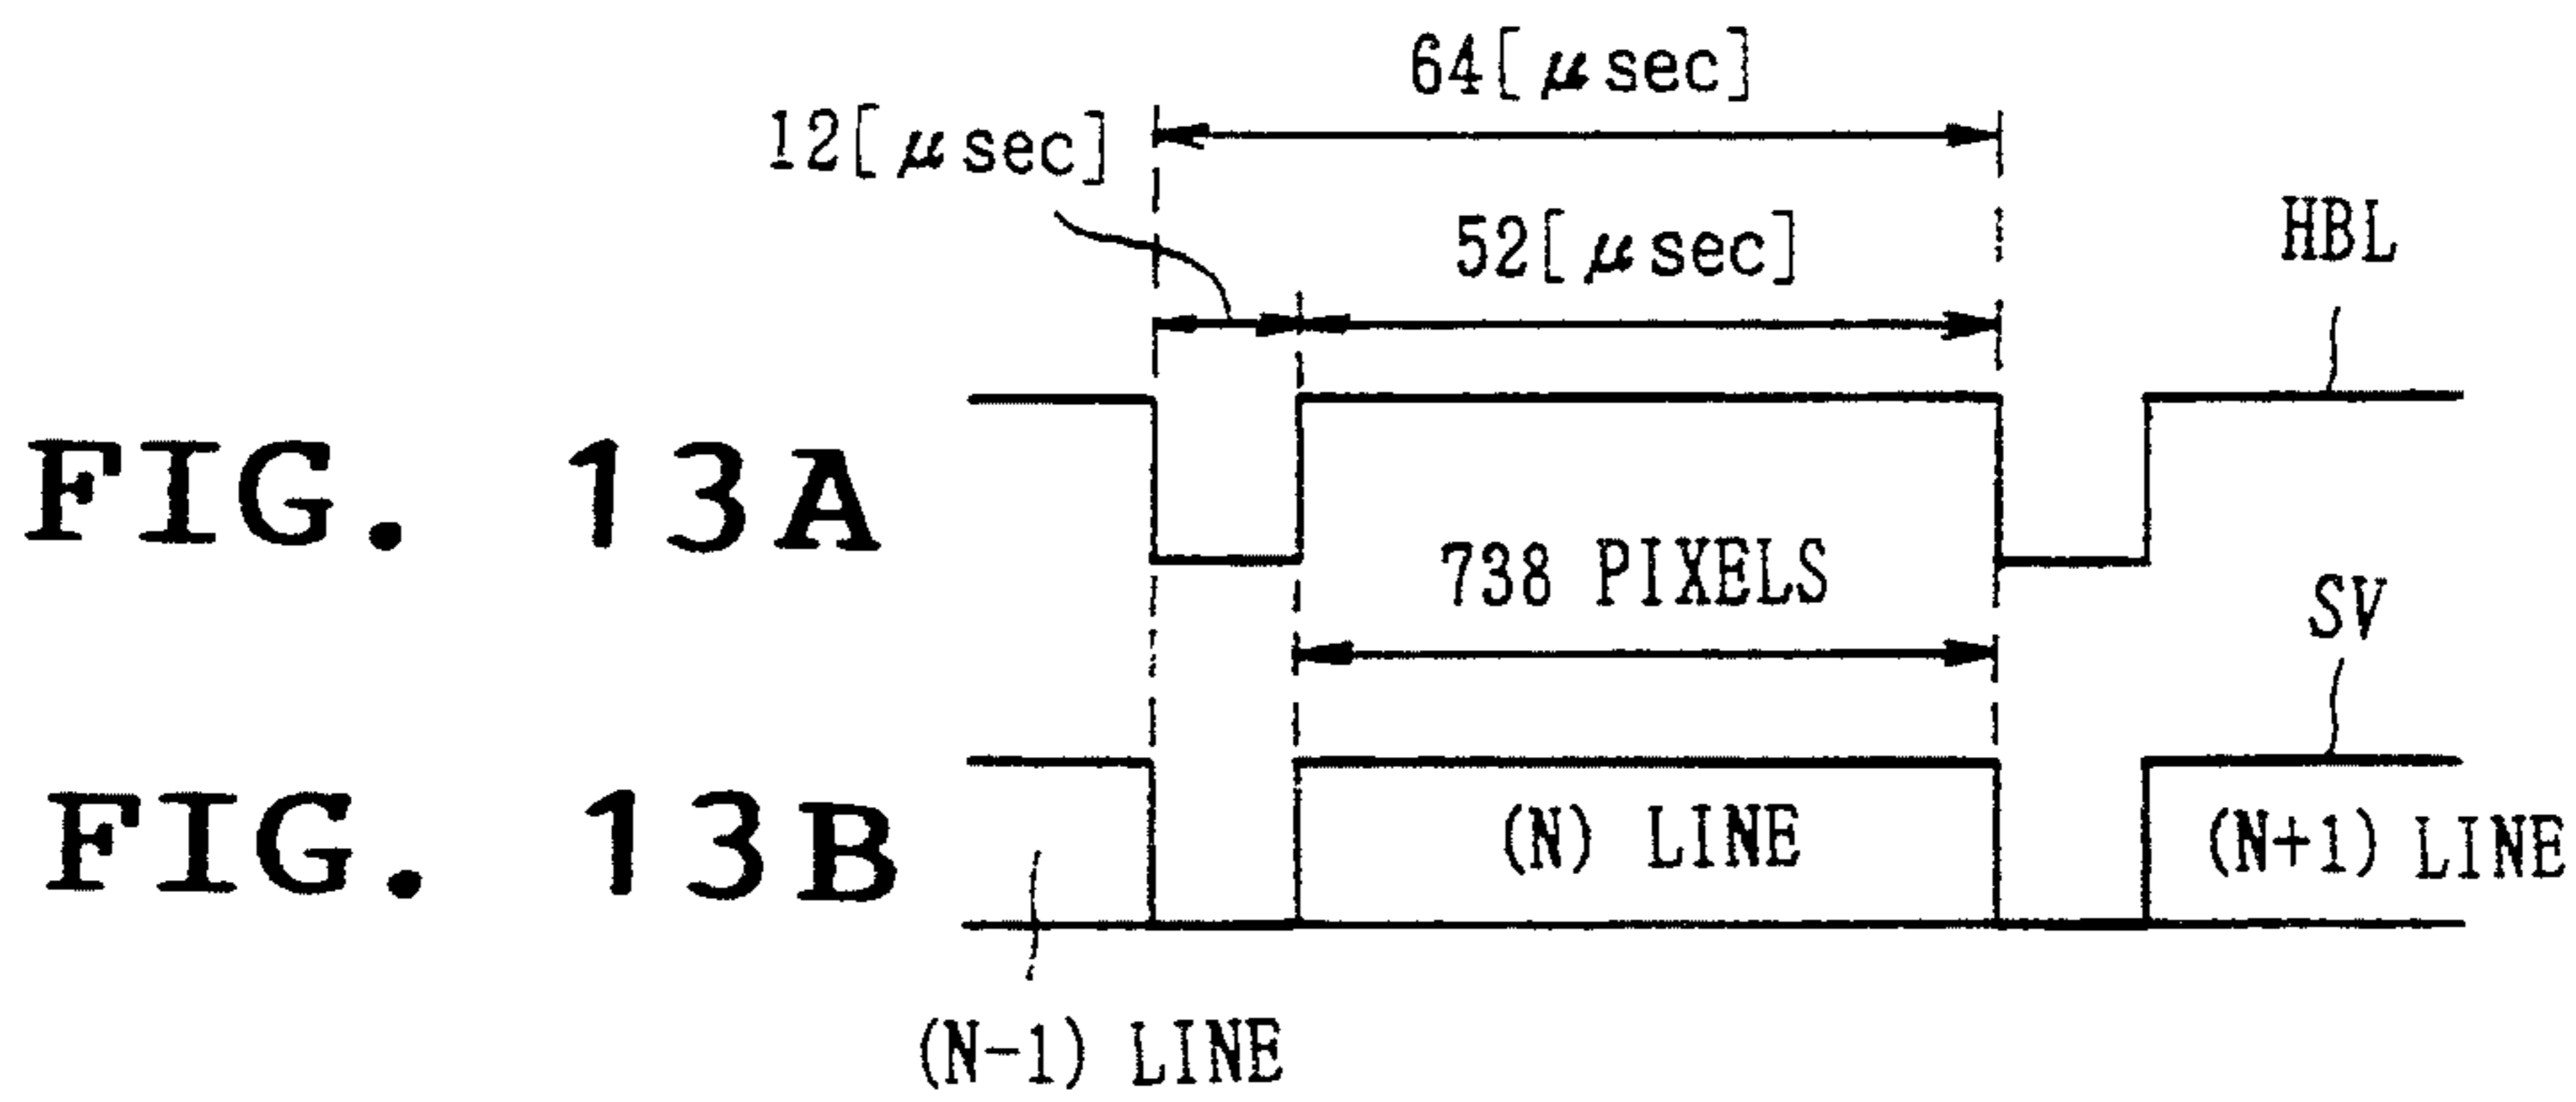 64[μsec]
12[μsec]
52[μsec]
HBL
FIG. 13A
738 PIXELS
SV
FIG. 13B
(N) LINE
(N+1) LINE
(N-1) LINE